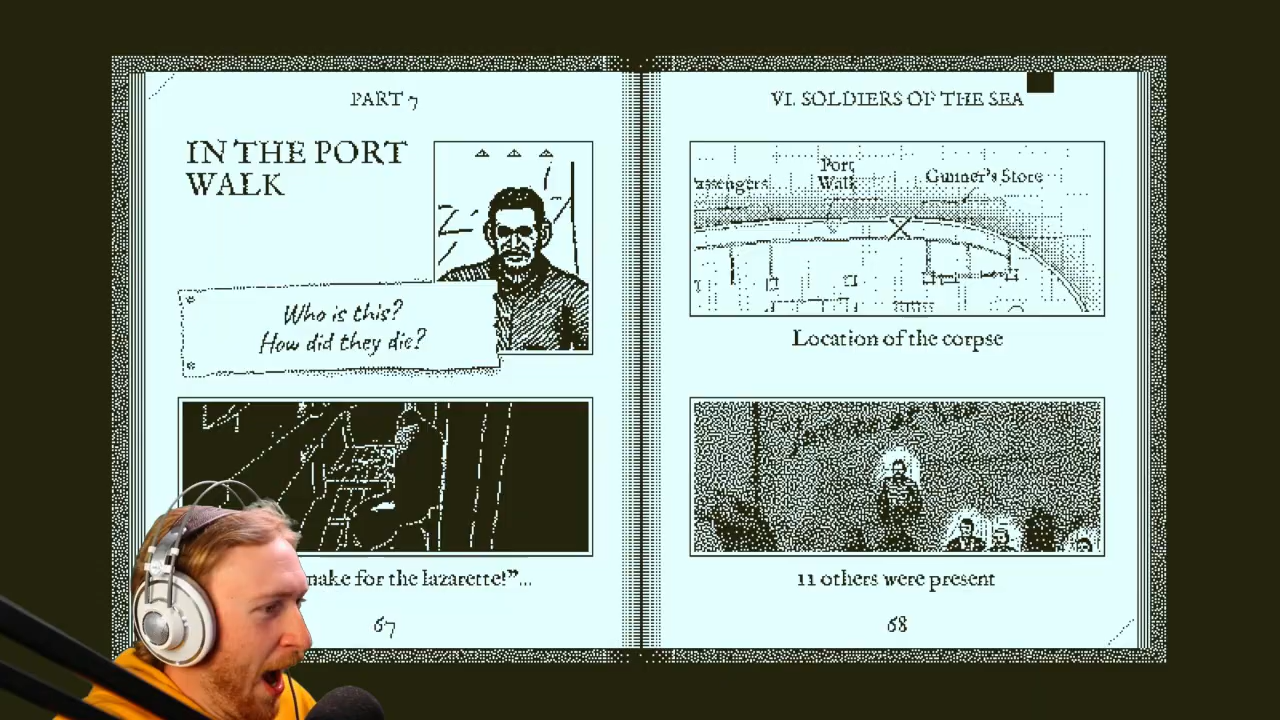 PART 7
IN THE PORT
WALK
Who is this?
How did they die?
make for the lazarette!"...
67
VI. SOLDIERS OF THE SEA
Port
Walk
Gunner's Store
Location of the corpse
11 others were present
68